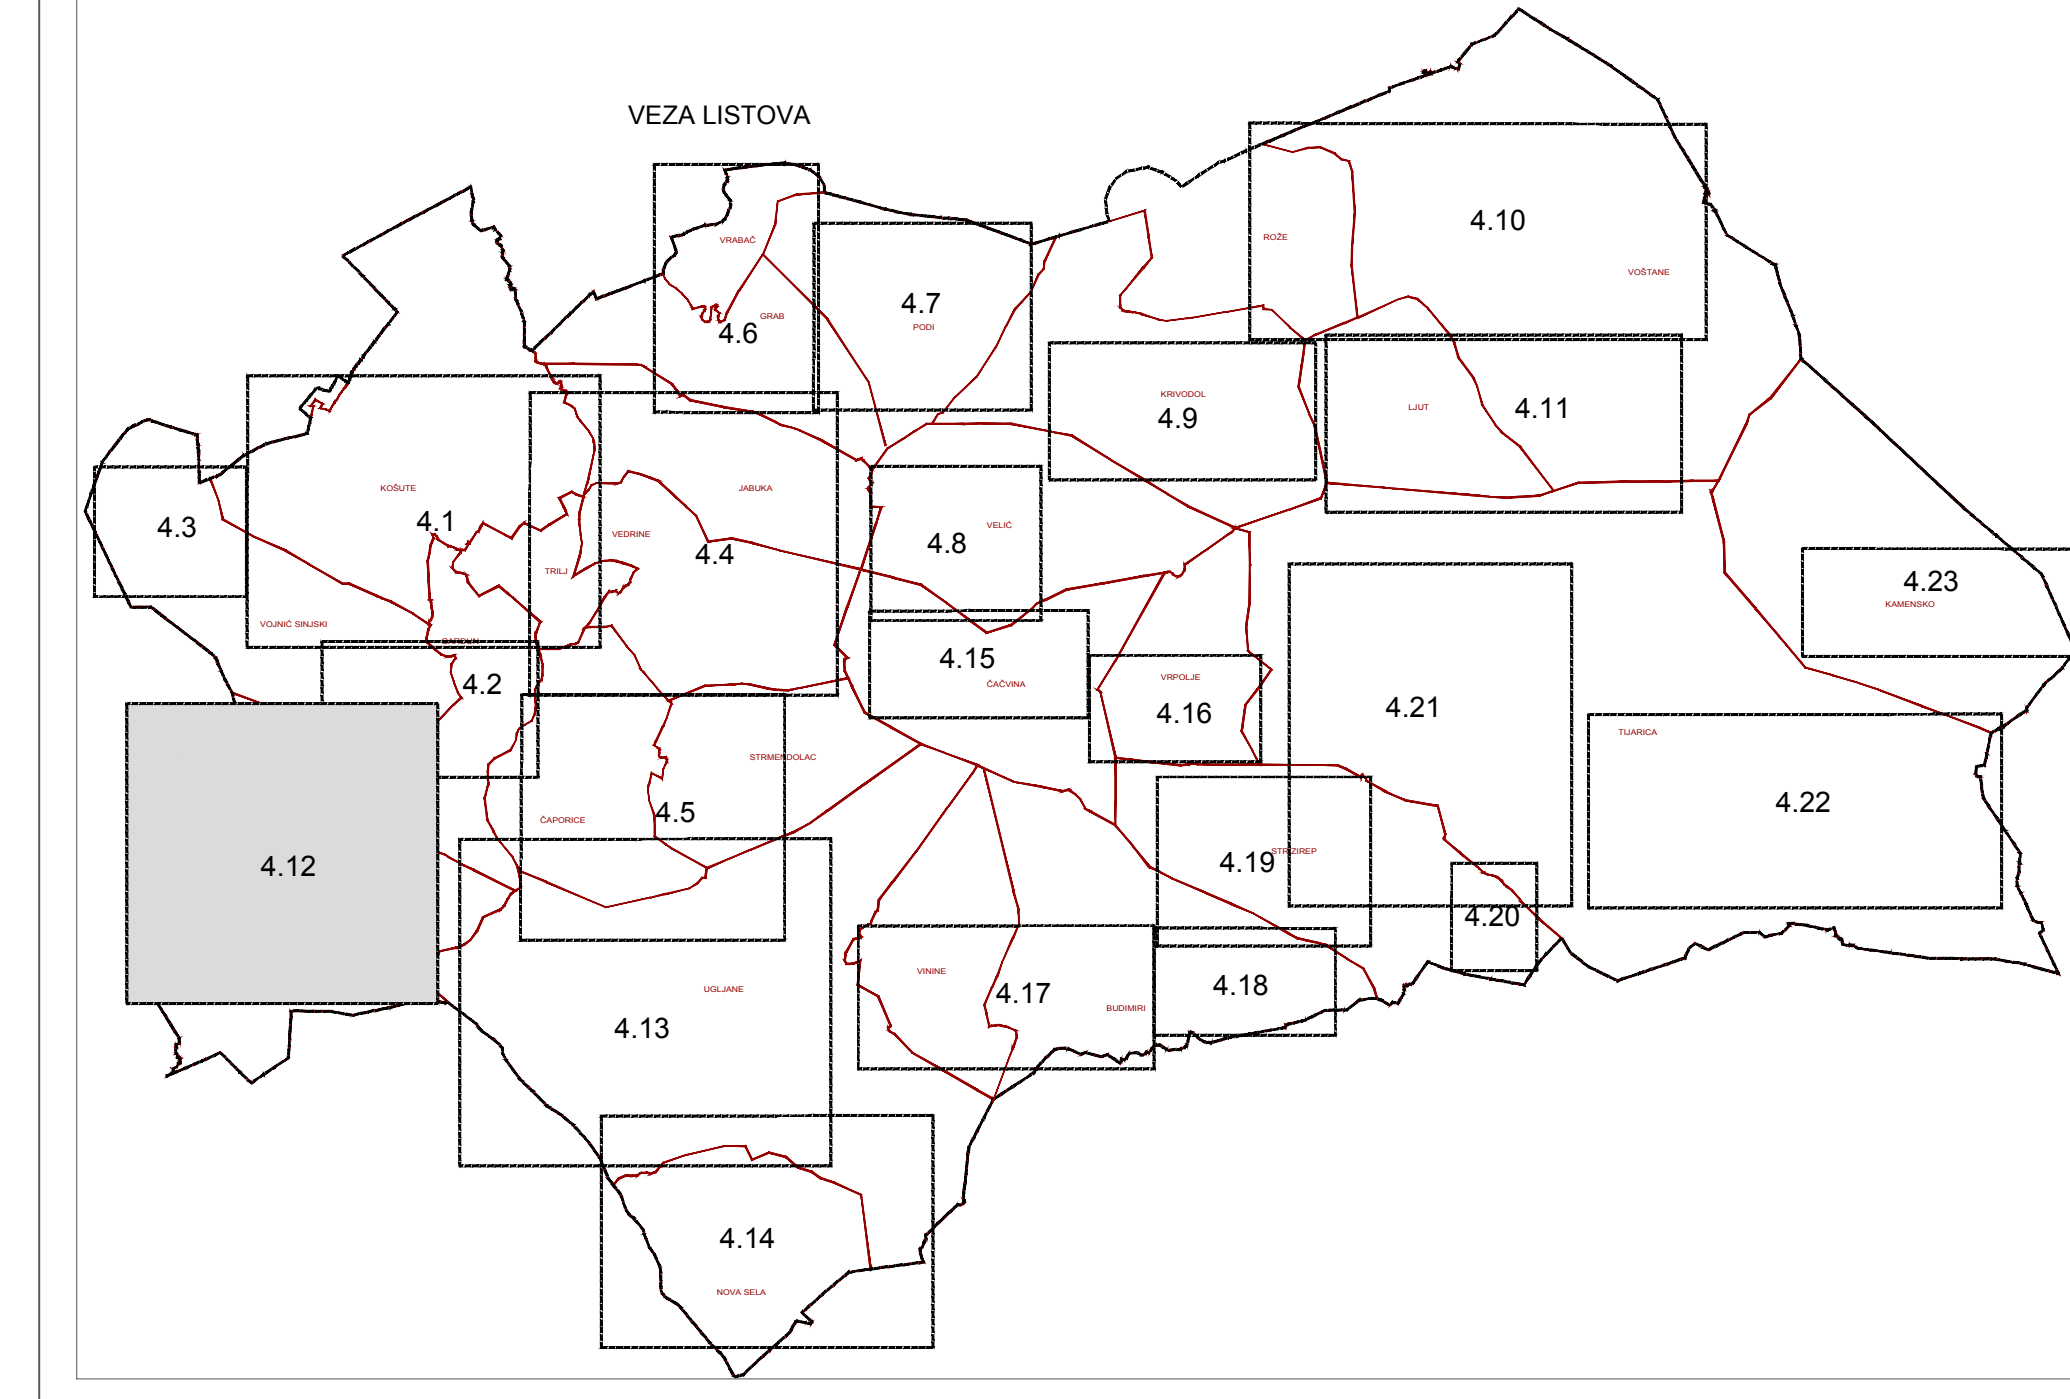 VEZA LISTOVA
4.10
ROŽE
VOŠTANE
VRABAČ
GRAB
4.6
4.7
PODI
KRIVODOL
4.9
LJUT
4.11
KOŠUTE
4.1
4.3
JABUKA
VEDRINE
4.4
TRILJ
VELIĆ
4.8
4.23
KAMENSKO
VOJNIĆ SINJSKI
GARDUN
4.2
4.15
ČAČVINA
VRPOLJE
4.16
4.21
TIJARICA
4.22
STRMENDOLAC
4.5
ČAPORICE
4.12
4.19
STRIZIREP
4.20
VININE
4.17
BUDIMIRI
4.18
UGLJANE
4.13
4.14
NOVA SELA